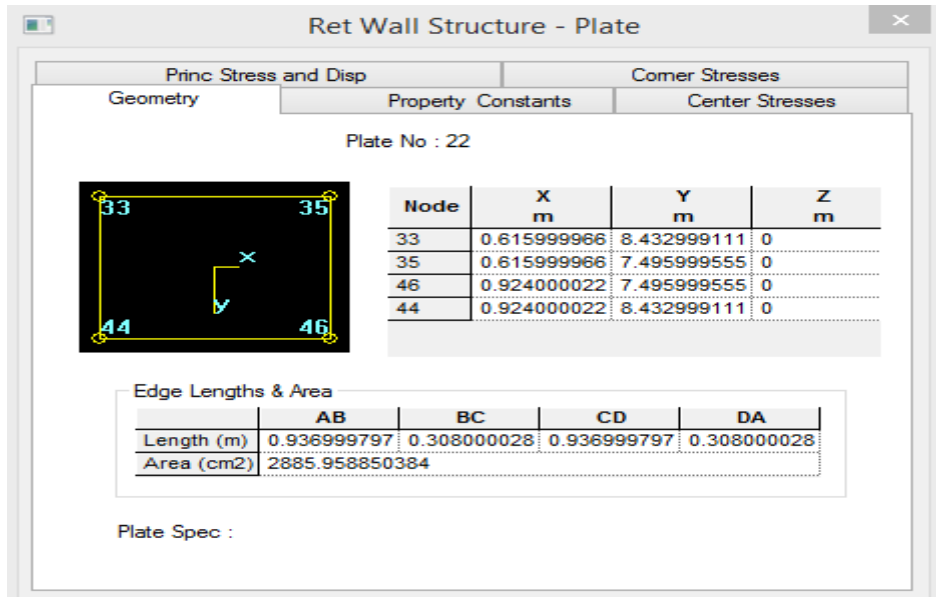 Ret Wall Structure - Plate
Princ Stress and Disp Corner Stresses
Geometry Property Constants Center Stresses
Plate No : 22
33 35
x
y
44 46
Node X m Y m Z m
33 0.615999966 8.432999111 0
35 0.615999966 7.495999555 0
46 0.924000022 7.495999555 0
44 0.924000022 8.432999111 0
Edge Lengths & Area
AB BC CD DA
Length (m) 0.936999797 0.308000028 0.936999797 0.308000028
Area (cm2) 2885.958850384
Plate Spec :